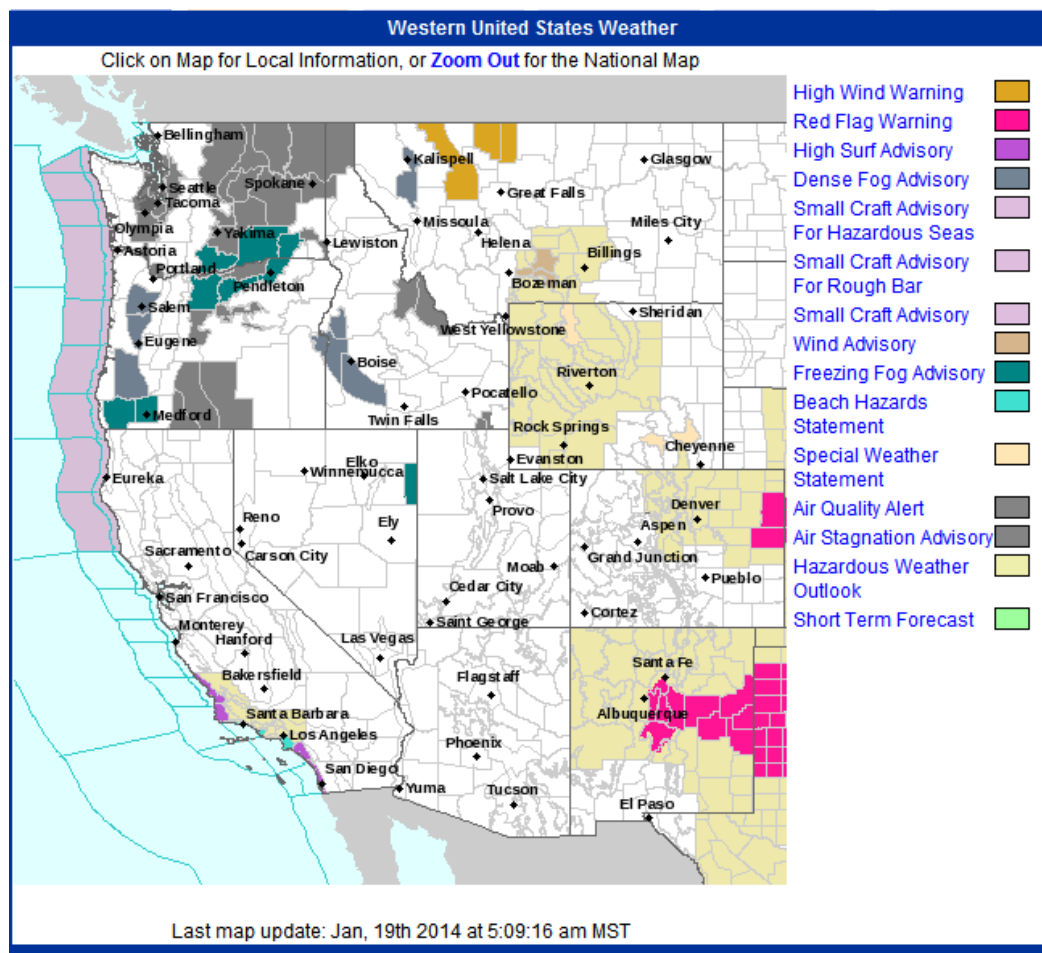 Western United States Weather
Click on Map for Local Information, or Zoom Out for the National Map
High Wind Warning
Red Flag Warning
High Surf Advisory
Dense Fog Advisory
Small Craft Advisory
For Hazardous Seas
Small Craft Advisory
For Rough Bar
Small Craft Advisory
Wind Advisory
Freezing Fog Advisory
Beach Hazards
Statement
Special Weather
Statement
Air Quality Alert
Air Stagnation Advisory
Hazardous Weather
Outlook
Short Term Forecast
Bellingham
Kalispell
Glasgow
Seattle
Spokane
Great Falls
Tacoma
Olympia
Yakima
Lewiston
Missoula
Helena
Miles City
Astoria
Portland
Pendleton
Bozeman
Billings
Salem
West Yellowstone
Sheridan
Eugene
Boise
Riverton
Pocatello
Medford
Twin Falls
Rock Springs
Cheyenne
Eureka
Elko
Winnemucca
Evanston
Salt Lake City
Provo
Denver
Reno
Ely
Aspen
Carson City
Sacramento
Grand Junction
Moab
Pueblo
Cedar City
San Francisco
Saint George
Cortez
Monterey
Hanford
Las Vegas
Santa Fe
Bakersfield
Flagstaff
Albuquerque
Santa Barbara
Los Angeles
Phoenix
San Diego
Yuma
Tucson
El Paso
Last map update: Jan, 19th 2014 at 5:09:16 am MST